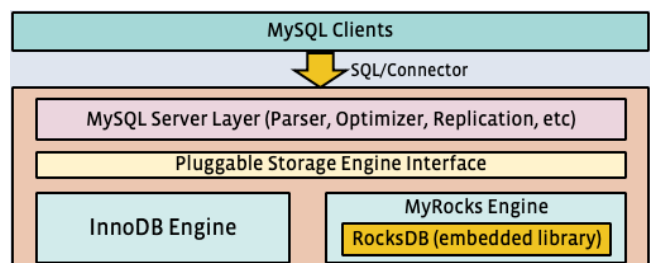 MySQL Clients
SQL/Connector
MySQL Server Layer (Parser, Optimizer, Replication, etc)
Pluggable Storage Engine Interface
InnoDB Engine
MyRocks Engine
RocksDB (embedded library)